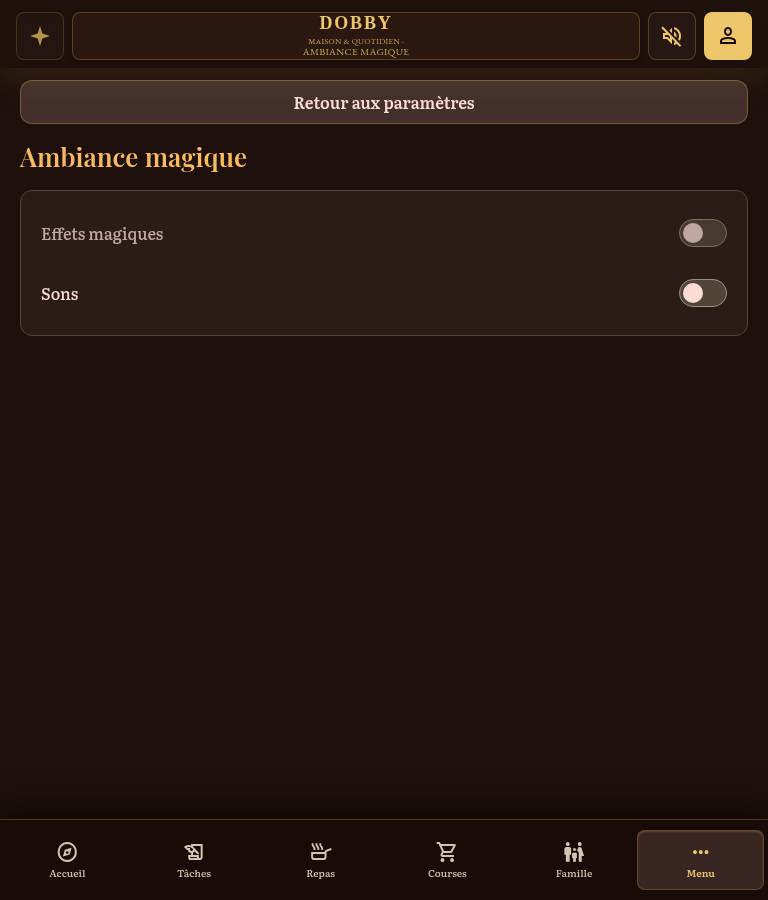 DOBBY
MAISON & QUOTIDIEN ·
AMBIANCE MAGIQUE
Retour aux paramètres
Ambiance magique
Effets magiques
Sons
Accueil
Tâches
Repas
Courses
Famille
Menu